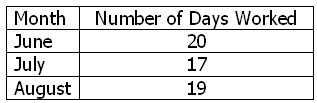 Month Number of Days Worked
June 20
July 17
August 19